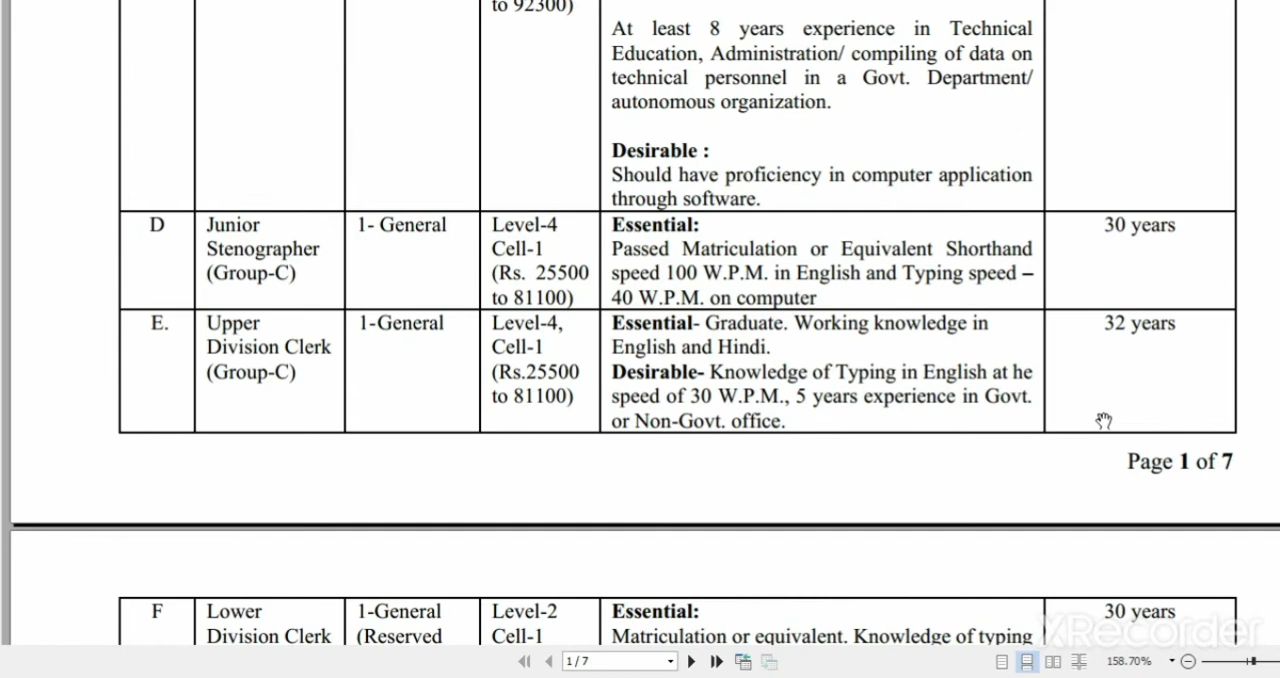 to 92300)
At least 8 years experience in Technical
Education, Administration/ compiling of data on
technical personnel in a Govt. Department/
autonomous organization.
Desirable :
Should have proficiency in computer application
through software.
D
Junior
Stenographer
(Group-C)
1- General
Level-4
Cell-1
(Rs. 25500
to 81100)
Essential:
Passed Matriculation or Equivalent Shorthand
speed 100 W.P.M. in English and Typing speed –
40 W.P.M. on computer
30 years
E.
Upper
Division Clerk
(Group-C)
1-General
Level-4,
Cell-1
(Rs.25500
to 81100)
Essential- Graduate. Working knowledge in
English and Hindi.
Desirable- Knowledge of Typing in English at he
speed of 30 W.P.M., 5 years experience in Govt.
or Non-Govt. office.
32 years
Page 1 of 7
F
Lower
Division Clerk
1-General
(Reserved
Level-2
Cell-1
Essential:
Matriculation or equivalent. Knowledge of typing
30 years
XRecorder
1/7
158.70%